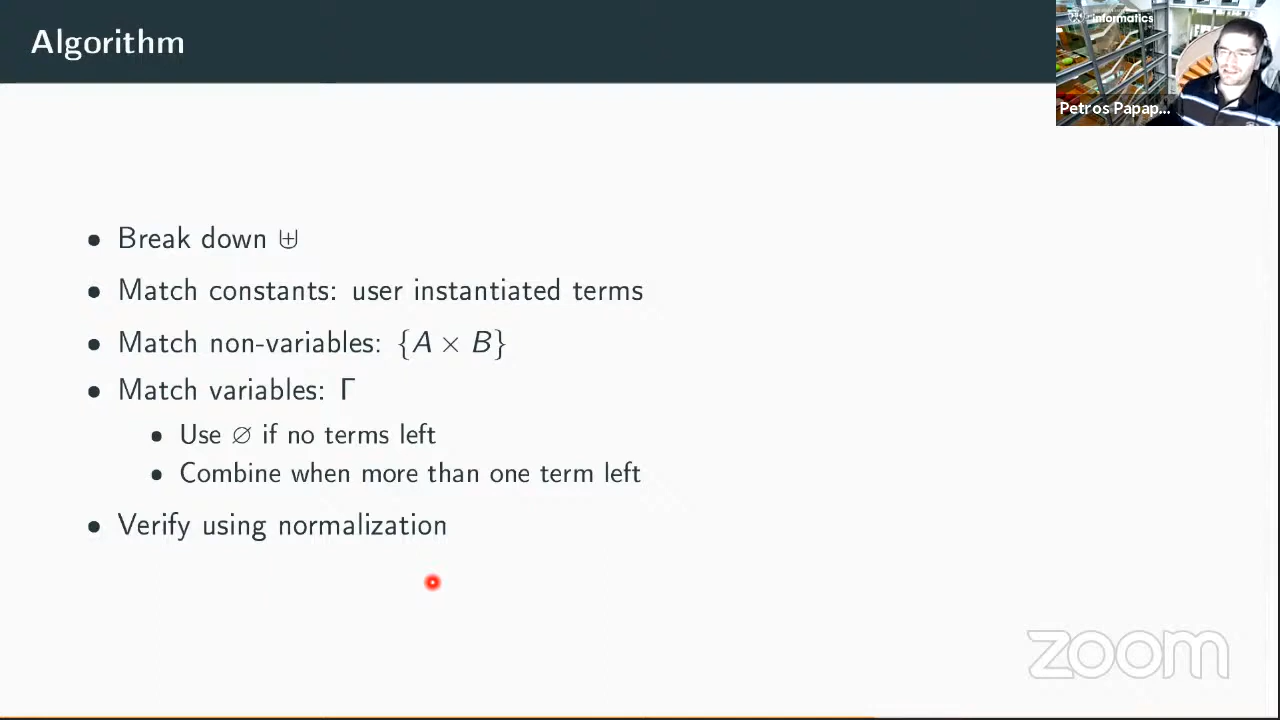 Algorithm
informatics
Petros Papap...
• Break down ⊎
• Match constants: user instantiated terms
• Match non-variables: {A × B}
• Match variables: Γ
• Use ∅ if no terms left
• Combine when more than one term left
• Verify using normalization
zoom